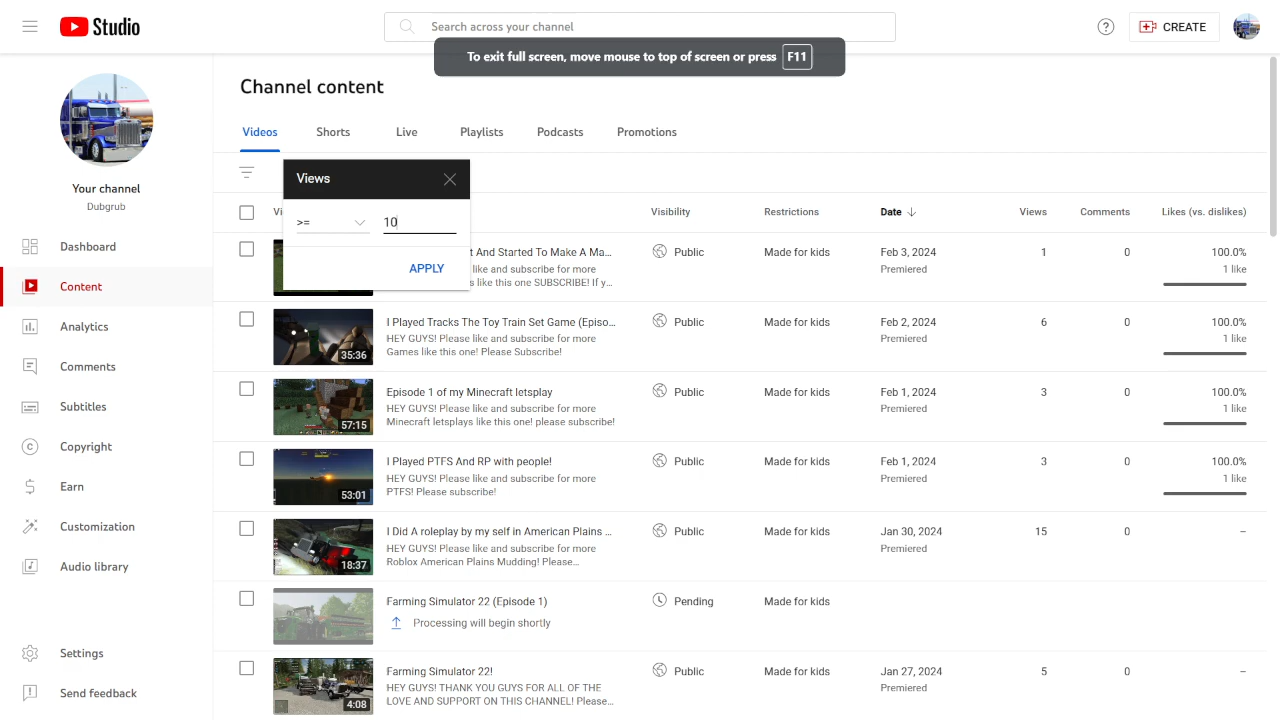 Studio
Search across your channel
CREATE
To exit full screen, move mouse to top of screen or press F11
Your channel
Dubgrub
Dashboard
Content
Analytics
Comments
Subtitles
Copyright
Earn
Customization
Audio library
Settings
Send feedback
Channel content
Videos Shorts Live Playlists Podcasts Promotions
Views
>= 10
APPLY
Visibility Restrictions Date Views Comments Likes (vs. dislikes)
t And Started To Make A Ma... Public Made for kids Feb 3, 2024 1 0 100.0%
like and subscribe for more Premiered 1 like
s like this one SUBSCRIBE! If y...
I Played Tracks The Toy Train Set Game (Episo... Public Made for kids Feb 2, 2024 6 0 100.0%
HEY GUYS! Please like and subscribe for more Premiered 1 like
Games like this one! Please Subscribe!
35:36
Episode 1 of my Minecraft letsplay Public Made for kids Feb 1, 2024 3 0 100.0%
HEY GUYS! Please like and subscribe for more Premiered 1 like
Minecraft letsplays like this one! please subscribe!
57:15
I Played PTFS And RP with people! Public Made for kids Feb 1, 2024 3 0 100.0%
HEY GUYS! Please like and subscribe for more Premiered 1 like
PTFS! Please subscribe!
53:01
I Did A roleplay by my self in American Plains ... Public Made for kids Jan 30, 2024 15 0 –
HEY GUYS! Please like and subscribe for more Premiered
Roblox American Plains Mudding! Please...
18:37
Farming Simulator 22 (Episode 1) Pending Made for kids
Processing will begin shortly
Farming Simulator 22! Public Made for kids Jan 27, 2024 5 0 –
HEY GUYS! THANK YOU GUYS FOR ALL OF THE Premiered
LOVE AND SUPPORT ON THIS CHANNEL! Please...
4:08